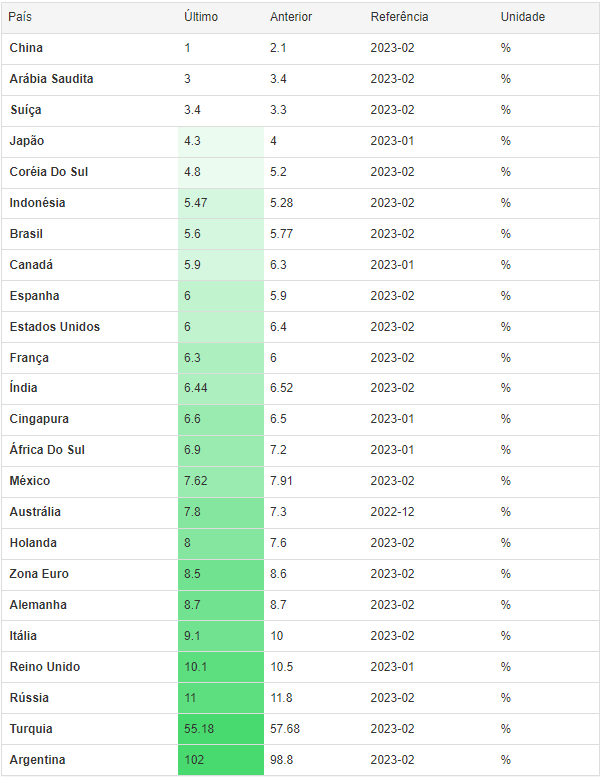 País Último Anterior Referência Unidade
China 1 2.1 2023-02 %
Arábia Saudita 3 3.4 2023-02 %
Suíça 3.4 3.3 2023-02 %
Japão 4.3 4 2023-01 %
Coréia Do Sul 4.8 5.2 2023-02 %
Indonésia 5.47 5.28 2023-02 %
Brasil 5.6 5.77 2023-02 %
Canadá 5.9 6.3 2023-01 %
Espanha 6 5.9 2023-02 %
Estados Unidos 6 6.4 2023-02 %
França 6.3 6 2023-02 %
Índia 6.44 6.52 2023-02 %
Cingapura 6.6 6.5 2023-01 %
África Do Sul 6.9 7.2 2023-01 %
México 7.62 7.91 2023-02 %
Austrália 7.8 7.3 2022-12 %
Holanda 8 7.6 2023-02 %
Zona Euro 8.5 8.6 2023-02 %
Alemanha 8.7 8.7 2023-02 %
Itália 9.1 10 2023-02 %
Reino Unido 10.1 10.5 2023-01 %
Rússia 11 11.8 2023-02 %
Turquia 55.18 57.68 2023-02 %
Argentina 102 98.8 2023-02 %